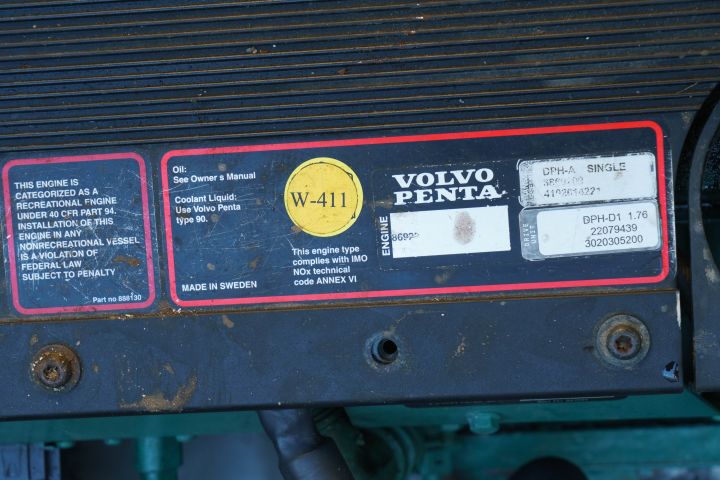 THIS ENGINE IS
CATEGORIZED AS A
RECREATIONAL ENGINE
UNDER 40 CFR PART 94.
INSTALLATION OF THIS
ENGINE IN ANY
NONRECREATIONAL VESSEL
IS A VIOLATION OF
FEDERAL LAW
SUBJECT TO PENALTY
Part no 888130
Oil:
See Owner s Manual
Coolant Liquid:
Use Volvo Penta
type 90.
MADE IN SWEDEN
W-411
This engine type
complies with IMO
NOx technical
code ANNEX VI
VOLVO
PENTA
ENGINE
DPH-A SINGLE
DRIVE
UNIT
DPH-D1 1.76
22079439
3020305200